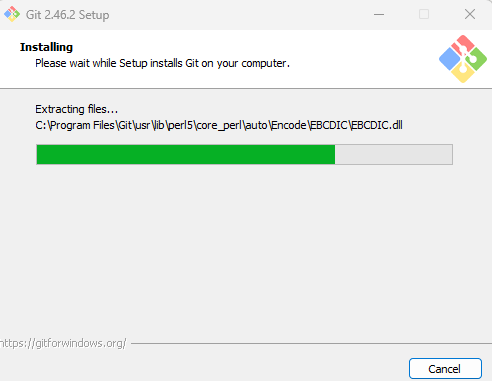 Git 2.46.2 Setup
Installing
Please wait while Setup installs Git on your computer.
Extracting files...
C:\Program Files\Git\usr\lib\perl5\core_perl\auto\Encode\EBCDIC\EBCDIC.dll
https://gitforwindows.org/
Cancel